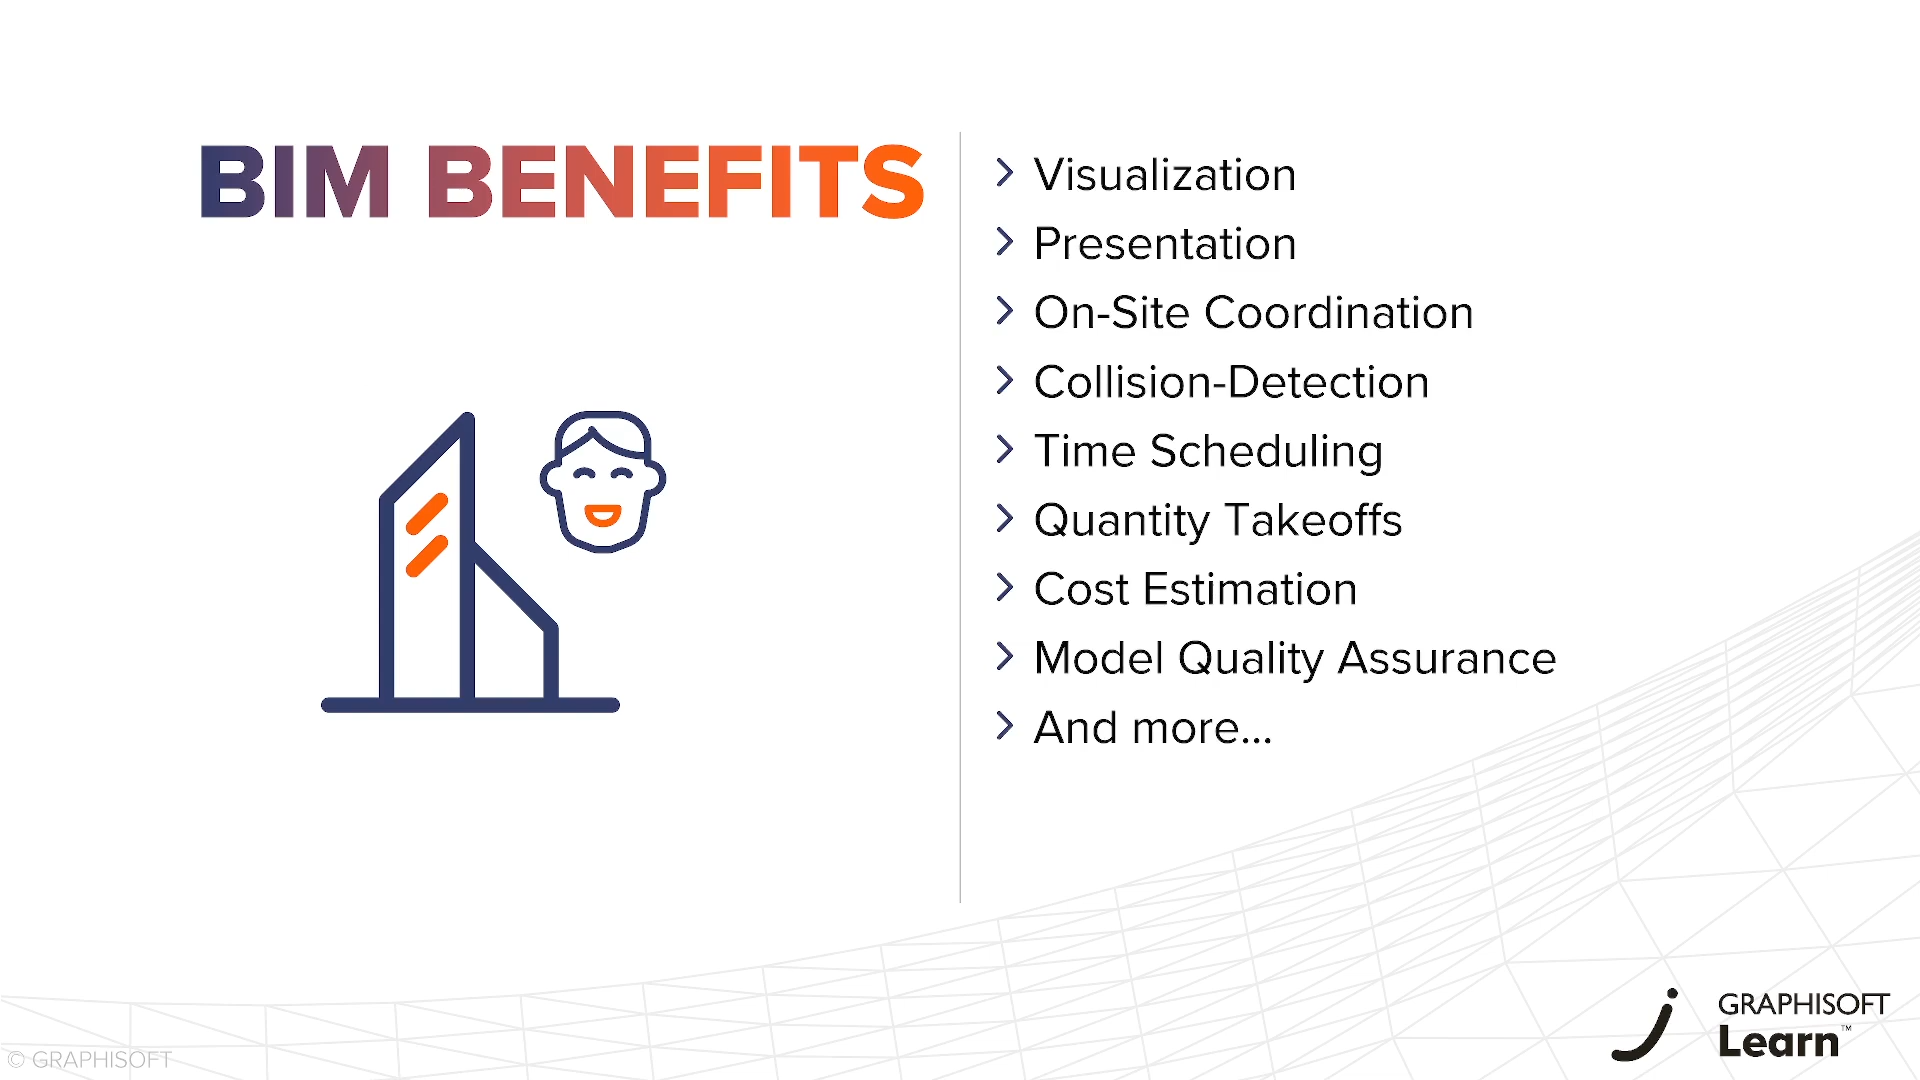 BIM BENEFITS
Visualization
Presentation
On-Site Coordination
Collision-Detection
Time Scheduling
Quantity Takeoffs
Cost Estimation
Model Quality Assurance
And more...
GRAPHISOFT
Learn™
© GRAPHISOFT